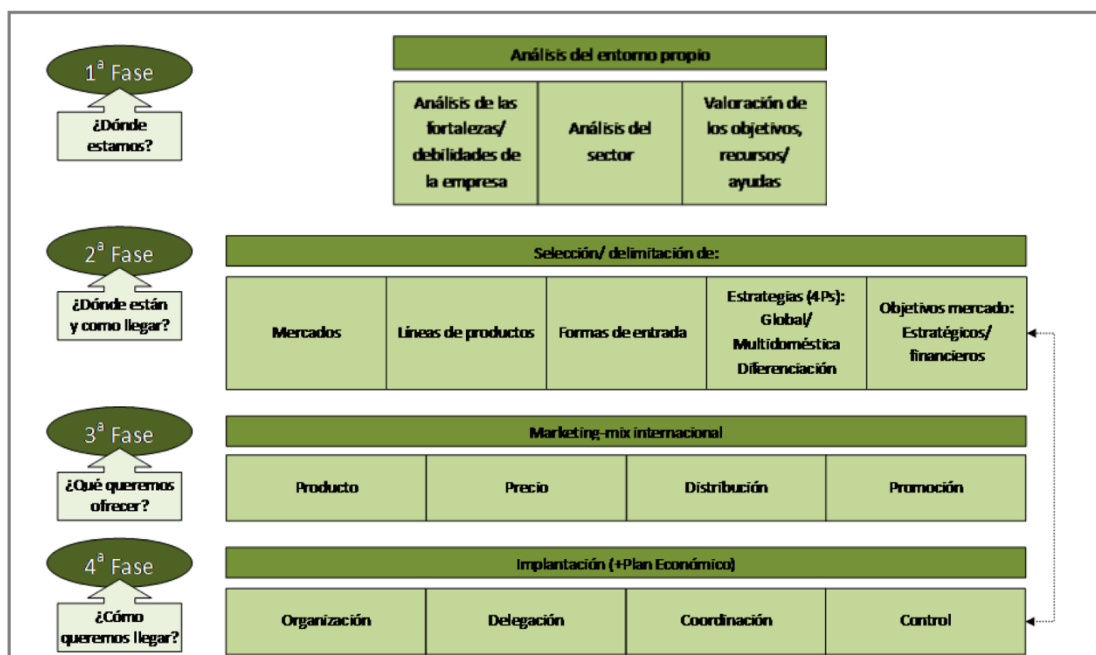 1ª Fase
¿Dónde
estamos?
Análisis del entorno propio
Análisis de las
fortalezas/
debilidades de
la empresa
Análisis del
sector
Valoración de
los objetivos,
recursos/
ayudas
2ª Fase
¿Dónde están
y como llegar?
Selección/ delimitación de:
Mercados
Líneas de productos
Formas de entrada
Estrategias (4Ps):
Global/
Multidoméstica
Diferenciación
Objetivos mercado:
Estratégicos/
financieros
3ª Fase
¿Qué queremos
ofrecer?
Marketing-mix internacional
Producto
Precio
Distribución
Promoción
4ª Fase
¿Cómo
queremos llegar?
Implantación (+Plan Económico)
Organización
Delegación
Coordinación
Control